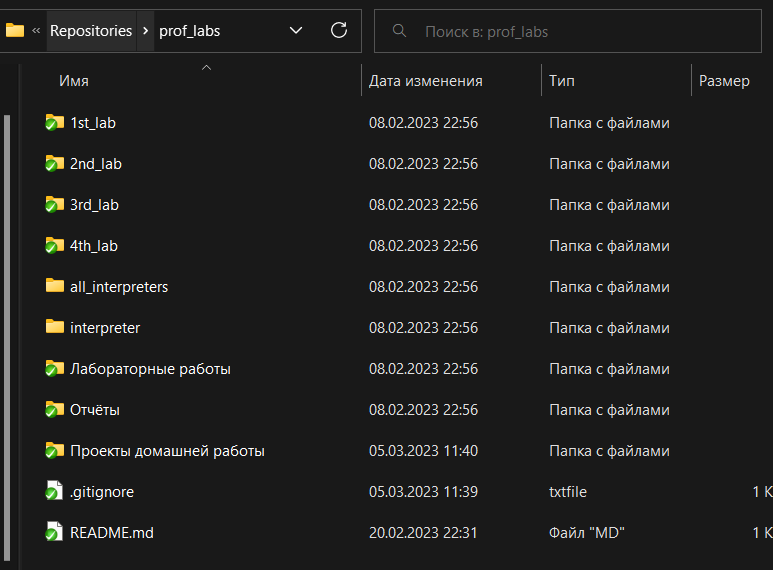 « Repositories › prof_labs Поиск в: prof_labs
Имя Дата изменения Тип Размер
1st_lab 08.02.2023 22:56 Папка с файлами
2nd_lab 08.02.2023 22:56 Папка с файлами
3rd_lab 08.02.2023 22:56 Папка с файлами
4th_lab 08.02.2023 22:56 Папка с файлами
all_interpreters 08.02.2023 22:56 Папка с файлами
interpreter 08.02.2023 22:56 Папка с файлами
Лабораторные работы 08.02.2023 22:56 Папка с файлами
Отчёты 08.02.2023 22:56 Папка с файлами
Проекты домашней работы 05.03.2023 11:40 Папка с файлами
.gitignore 05.03.2023 11:39 txtfile 1 К
README.md 20.02.2023 22:31 Файл "MD" 1 К